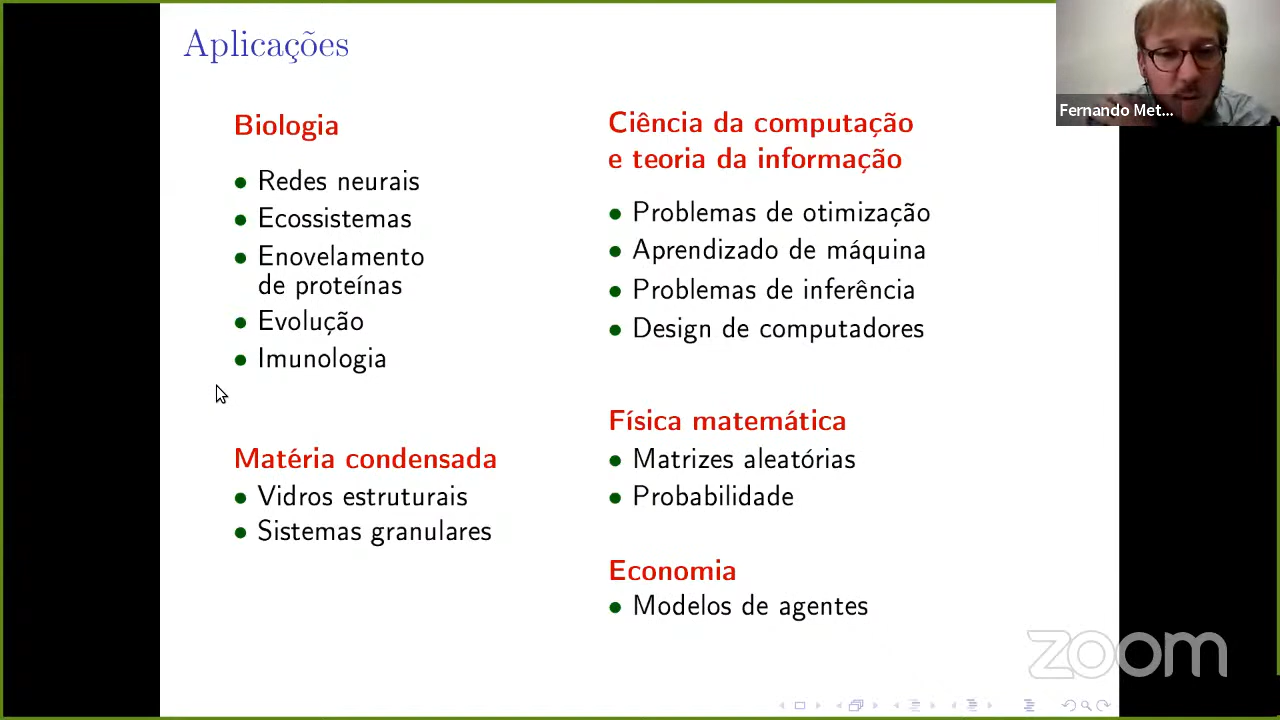 Aplicações
Biologia
• Redes neurais
• Ecossistemas
• Enovelamento
de proteínas
• Evolução
• Imunologia
Matéria condensada
• Vidros estruturais
• Sistemas granulares
Ciência da computação
e teoria da informação
• Problemas de otimização
• Aprendizado de máquina
• Problemas de inferência
• Design de computadores
Física matemática
• Matrizes aleatórias
• Probabilidade
Economia
• Modelos de agentes
Fernando Met...
zoom